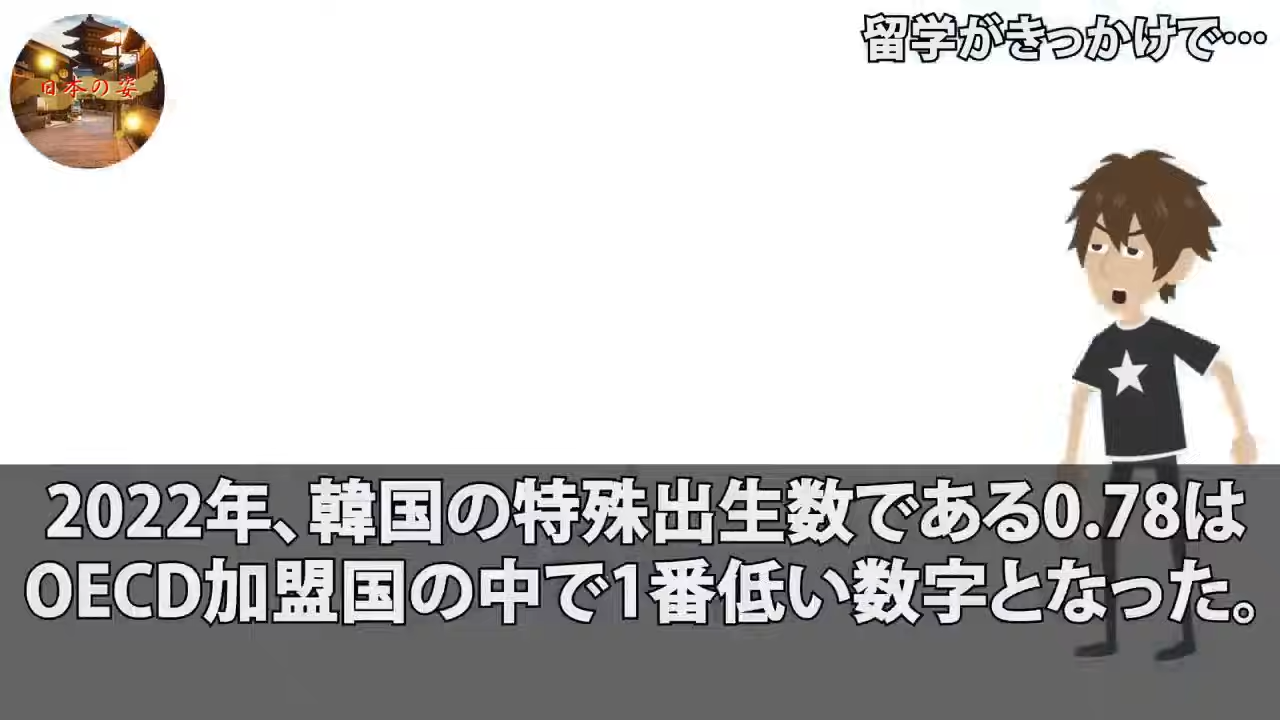 日本の姿
留学がきっかけで…
2022年、韓国の特殊出生数である0.78は
OECD加盟国の中で1番低い数字となった。